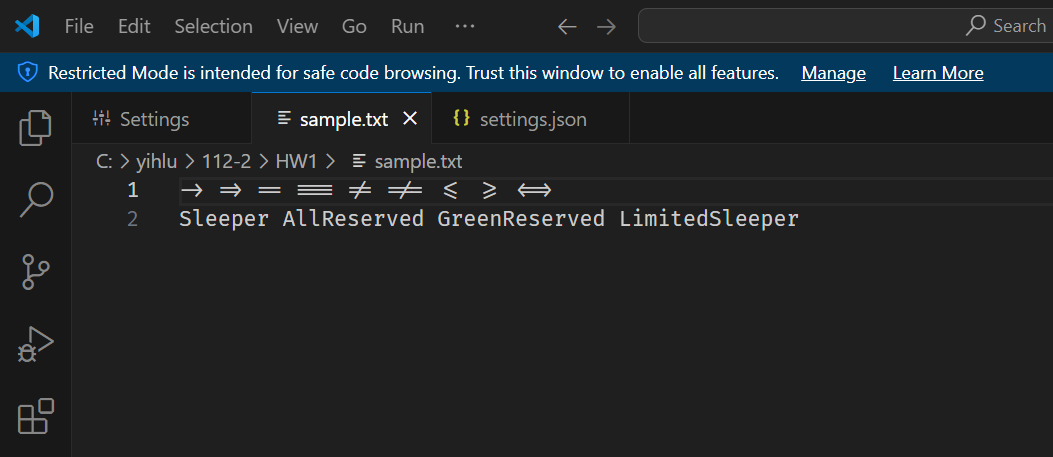 File Edit Selection View Go Run ··· ← → Search
Restricted Mode is intended for safe code browsing. Trust this window to enable all features. Manage Learn More
Settings sample.txt × {} settings.json
C: > yihlu > 112-2 > HW1 > sample.txt
1 → ⇒ == === ≠ ≠= ≤ ≥ ⟺
2 Sleeper AllReserved GreenReserved LimitedSleeper